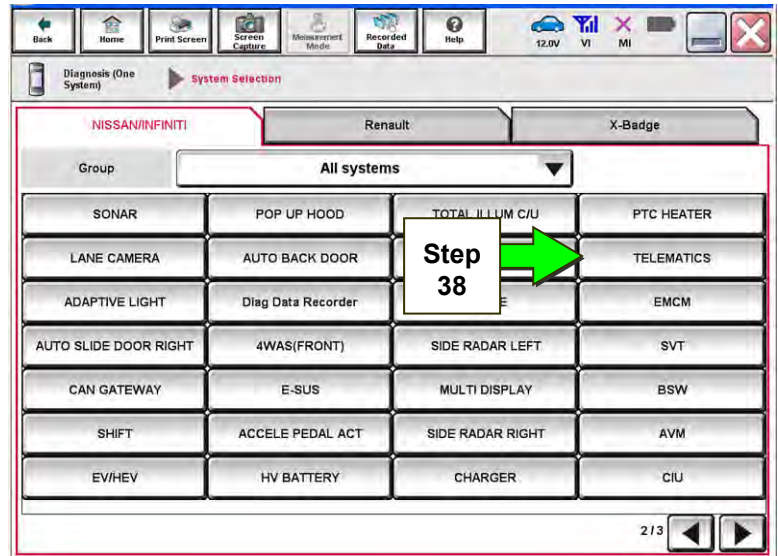 Back Home Print Screen Screen Capture Measurement Mode Recorded Data Help 12.0V VI MI
Diagnosis (One System) System Selection
NISSAN/INFINITI Renault X-Badge
Group All systems
SONAR POP UP HOOD TOTAL ILLUM C/U PTC HEATER
LANE CAMERA AUTO BACK DOOR TELEMATICS
Step 38
ADAPTIVE LIGHT Diag Data Recorder E EMCM
AUTO SLIDE DOOR RIGHT 4WAS(FRONT) SIDE RADAR LEFT SVT
CAN GATEWAY E-SUS MULTI DISPLAY BSW
SHIFT ACCELE PEDAL ACT SIDE RADAR RIGHT AVM
EV/HEV HV BATTERY CHARGER CIU
2/3